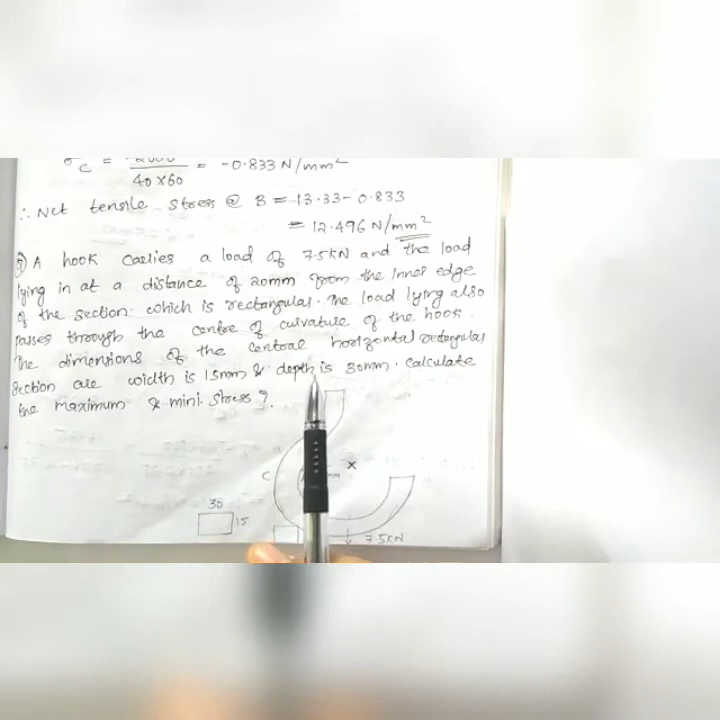 σc = 2000 / 40×60 = -0.833 N/mm²
∴ Net tensile stress @ B = 13.33 - 0.833
= 12.496 N/mm²
A hook carries a load of 7.5KN and the load
lying in at a distance of 20mm from the inner edge
of the section which is rectangular. The load lying also
passes through the centre of curvature of the hook.
The dimensions of the central horizontal rectangular
section are width is 15mm & depth is 30mm. calculate
the maximum & mini. stress?
C
x
30
15
7.5KN